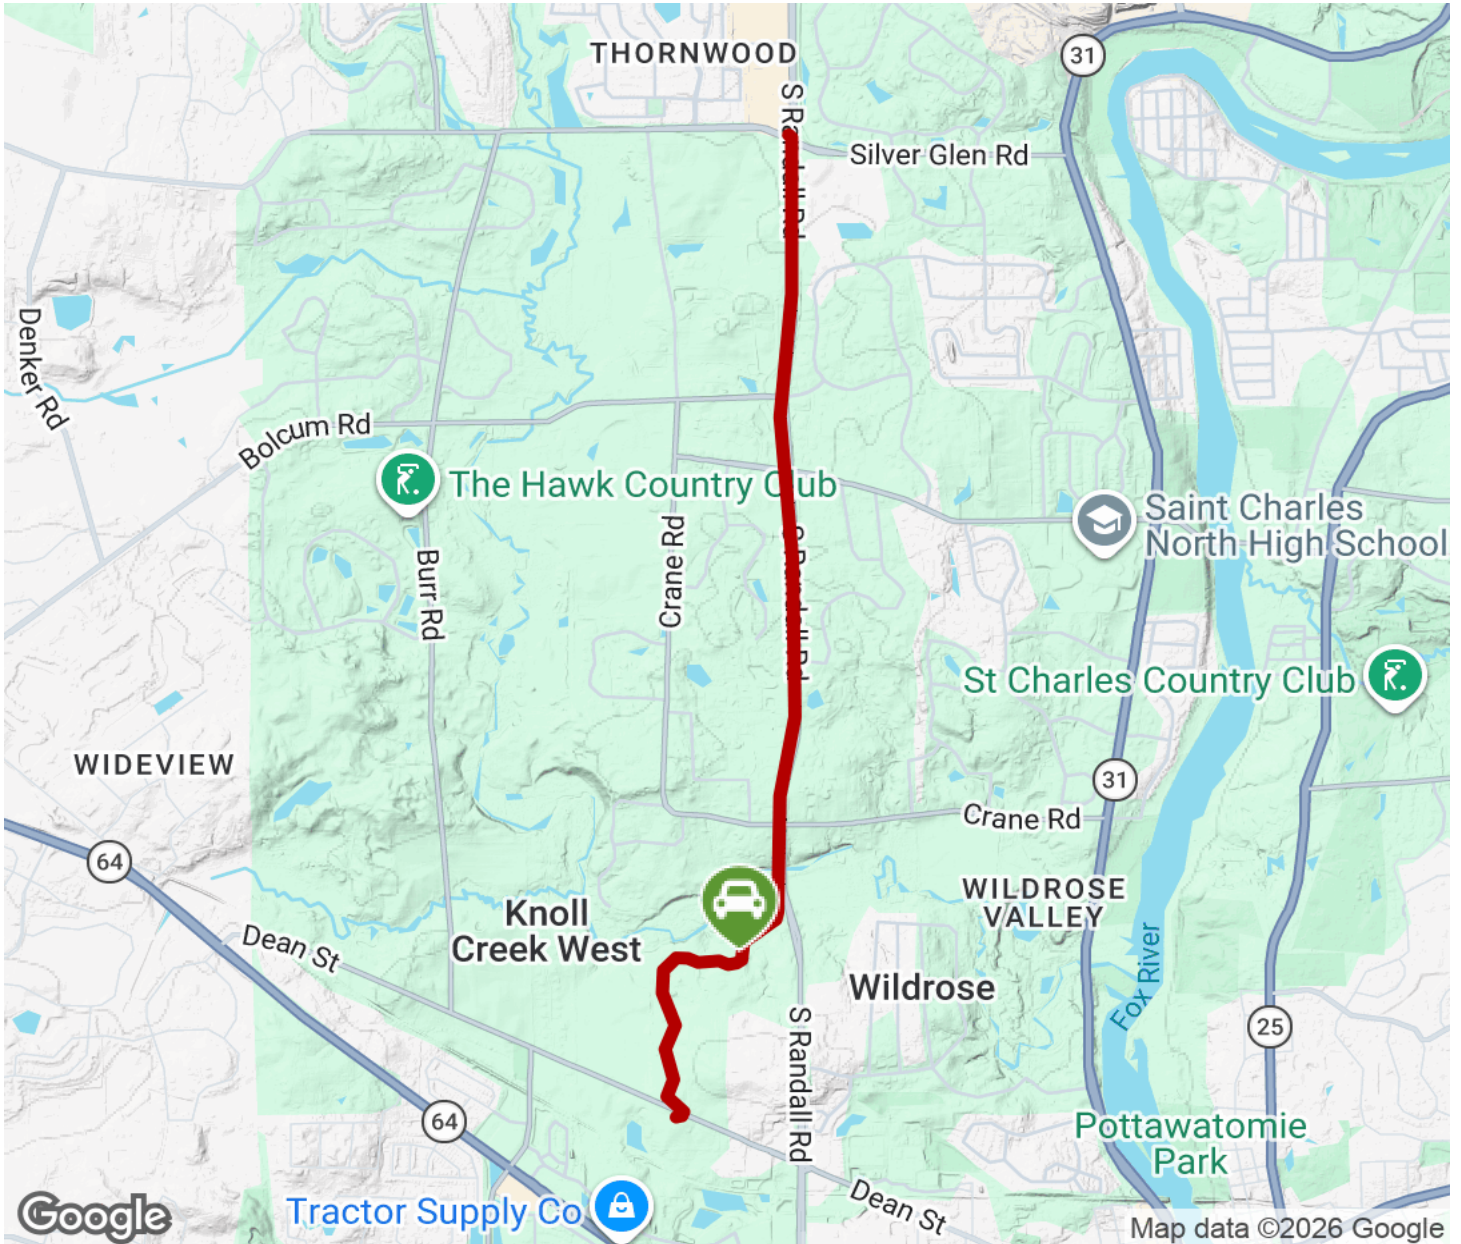 THORNWOOD
31
S Randall Rd
Silver Glen Rd
Denker Rd
Bolcum Rd
The Hawk Country Club
Saint Charles
North High School
Crane Rd
S Randall Rd
Burr Rd
St Charles Country Club
WIDEVIEW
31
Crane Rd
64
WILDROSE
VALLEY
Knoll
Creek West
Dean St
Wildrose
Fox River
25
S Randall Rd
64
Pottawatomie
Park
Dean St
Tractor Supply Co
Google
Map data ©2026 Google